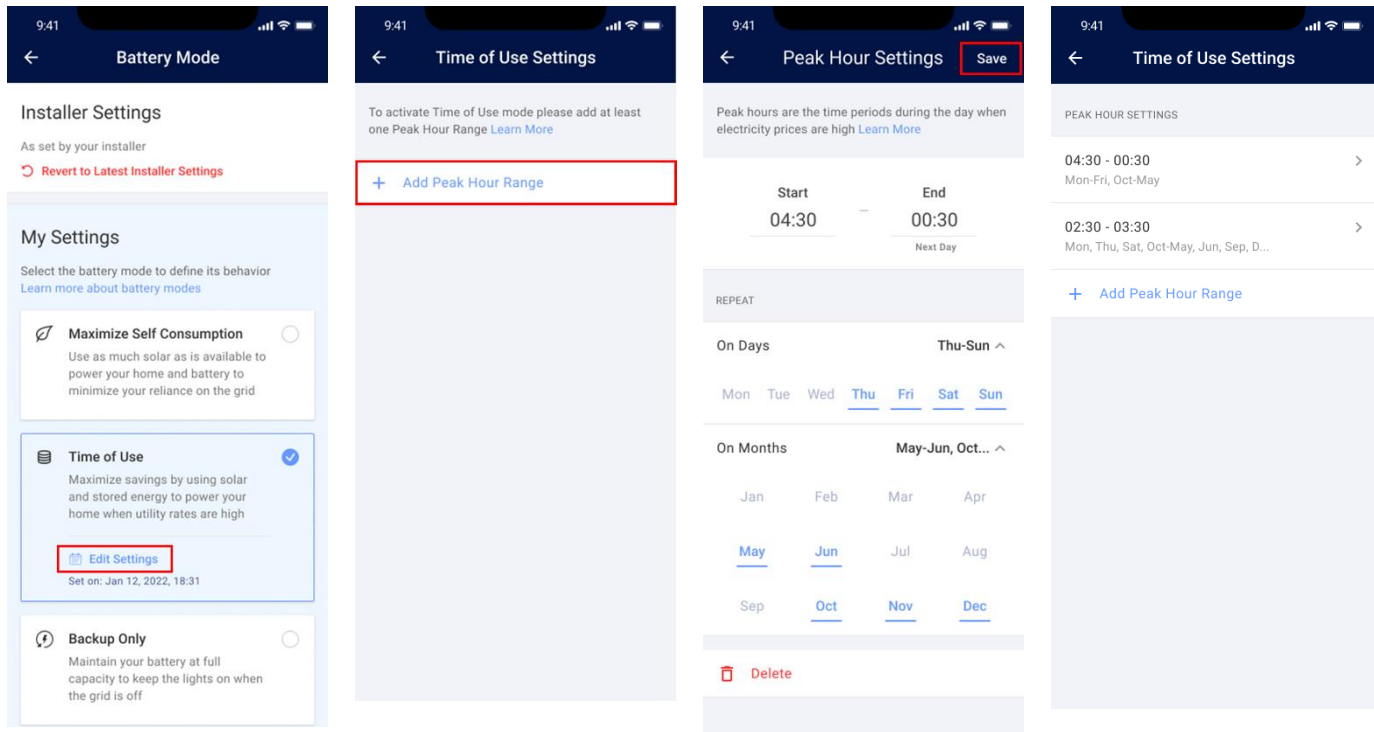 9:41
Battery Mode
Installer Settings
As set by your installer
Revert to Latest Installer Settings
My Settings
Select the battery mode to define its behavior
Learn more about battery modes
Maximize Self Consumption
Use as much solar as is available to
power your home and battery to
minimize your reliance on the grid
Time of Use
Maximize savings by using solar
and stored energy to power your
home when utility rates are high
Edit Settings
Set on: Jan 12, 2022, 18:31
Backup Only
Maintain your battery at full
capacity to keep the lights on when
the grid is off
9:41
Time of Use Settings
To activate Time of Use mode please add at least
one Peak Hour Range Learn More
+ Add Peak Hour Range
9:41
Peak Hour Settings Save
Peak hours are the time periods during the day when
electricity prices are high Learn More
Start End
04:30 – 00:30
Next Day
REPEAT
On Days Thu-Sun
Mon Tue Wed Thu Fri Sat Sun
On Months May-Jun, Oct...
Jan Feb Mar Apr
May Jun Jul Aug
Sep Oct Nov Dec
Delete
9:41
Time of Use Settings
PEAK HOUR SETTINGS
04:30 - 00:30
Mon-Fri, Oct-May
02:30 - 03:30
Mon, Thu, Sat, Oct-May, Jun, Sep, D...
+ Add Peak Hour Range